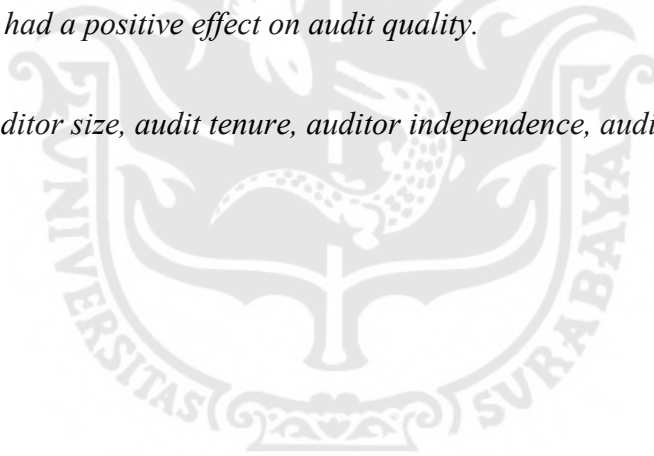 had a positive effect on audit quality.
ditor size, audit tenure, auditor independence, audi
UNIVERSITAS SURABAYA